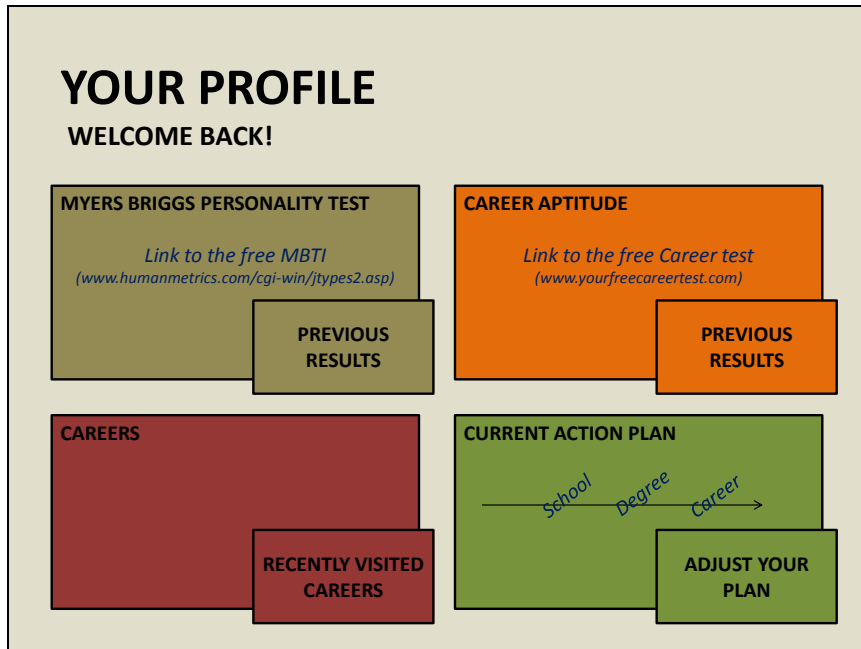 YOUR PROFILE
WELCOME BACK!
MYERS BRIGGS PERSONALITY TEST
Link to the free MBTI
(www.humanmetrics.com/cgi-win/jtypes2.asp)
PREVIOUS
RESULTS
CAREER APTITUDE
Link to the free Career test
(www.yourfreecareertest.com)
PREVIOUS
RESULTS
CAREERS
RECENTLY VISITED
CAREERS
CURRENT ACTION PLAN
School Degree Career
ADJUST YOUR
PLAN